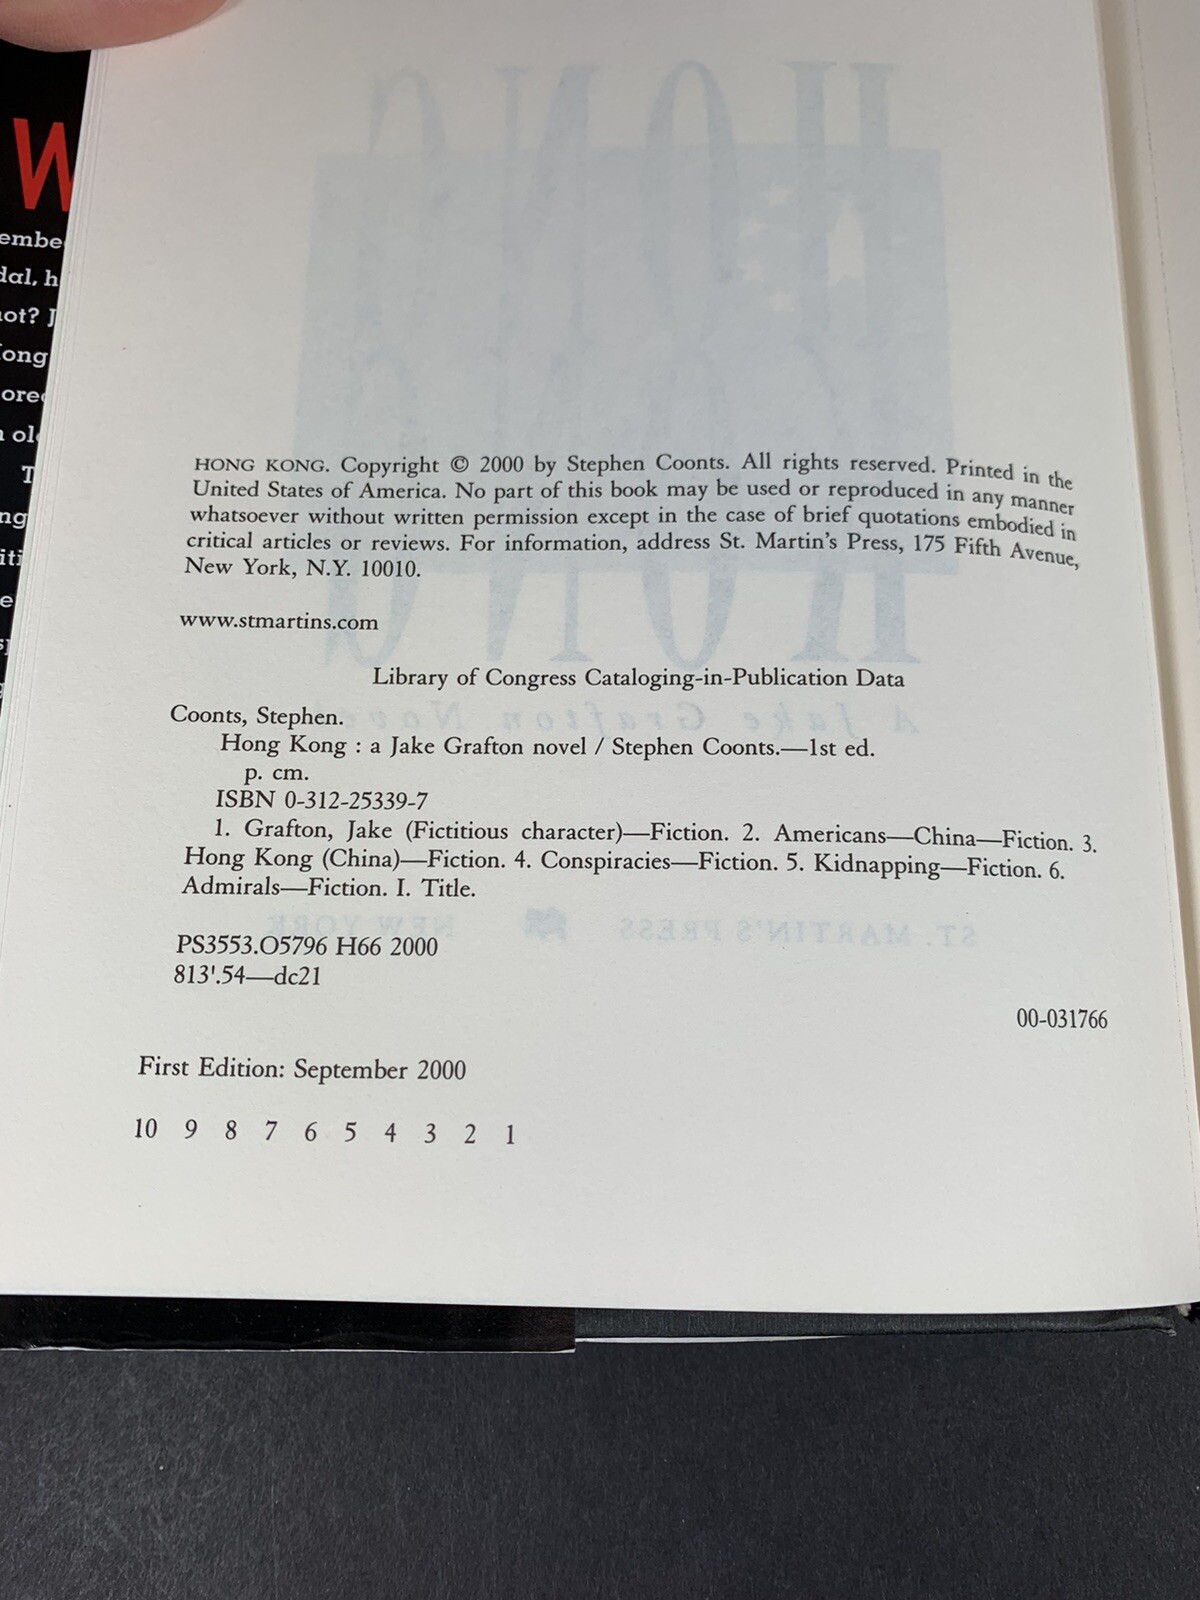 HONG KONG. Copyright © 2000 by Stephen Coonts. All rights reserved. Printed in the
United States of America. No part of this book may be used or reproduced in any manner
whatsoever without written permission except in the case of brief quotations embodied in
critical articles or reviews. For information, address St. Martin's Press, 175 Fifth Avenue,
New York, N.Y. 10010.
www.stmartins.com
Library of Congress Cataloging-in-Publication Data
Coonts, Stephen.
Hong Kong : a Jake Grafton novel / Stephen Coonts.—1st ed.
p. cm.
ISBN 0-312-25339-7
1. Grafton, Jake (Fictitious character)—Fiction. 2. Americans—China—Fiction. 3.
Hong Kong (China)—Fiction. 4. Conspiracies—Fiction. 5. Kidnapping—Fiction. 6.
Admirals—Fiction. I. Title.
PS3553.O5796 H66 2000
813'.54—dc21
00-031766
First Edition: September 2000
10 9 8 7 6 5 4 3 2 1